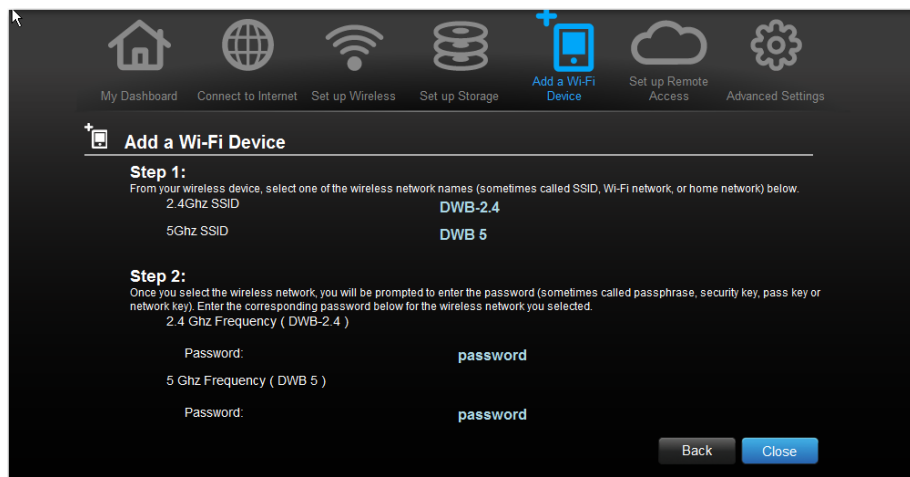 My Dashboard
Connect to Internet
Set up Wireless
Set up Storage
Add a Wi-Fi
Device
Set up Remote
Access
Advanced Settings
Add a Wi-Fi Device
Step 1:
From your wireless device, select one of the wireless network names (sometimes called SSID, Wi-Fi network, or home network) below.
2.4Ghz SSID DWB-2.4
5Ghz SSID DWB 5
Step 2:
Once you select the wireless network, you will be prompted to enter the password (sometimes called passphrase, security key, pass key or
network key). Enter the corresponding password below for the wireless network you selected.
2.4 Ghz Frequency ( DWB-2.4 )
Password: password
5 Ghz Frequency ( DWB 5 )
Password: password
Back Close